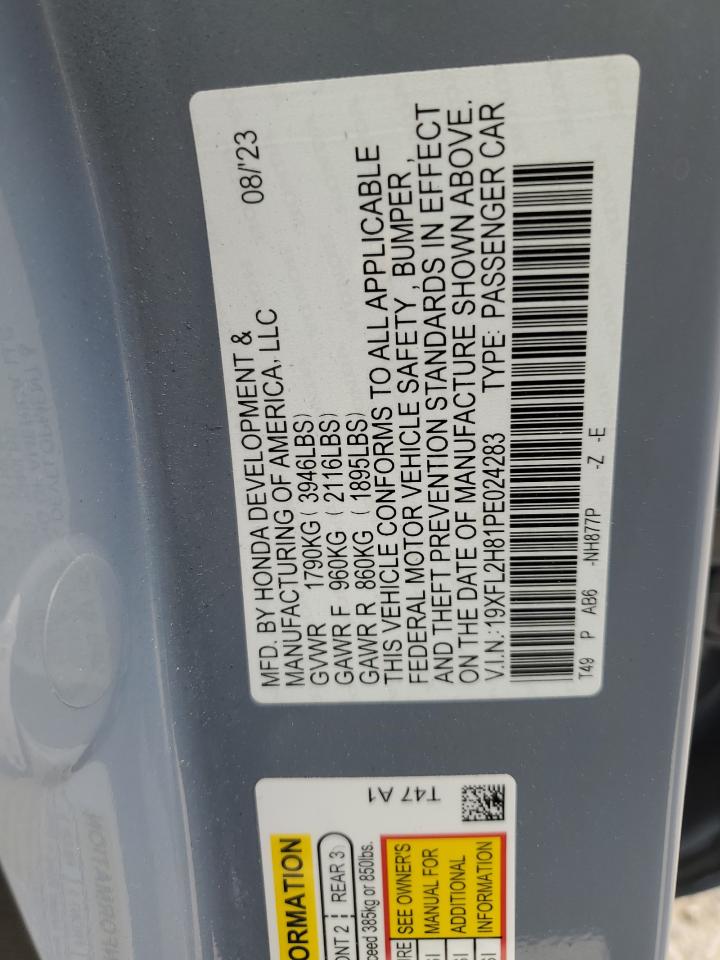 08/'23
MFD. BY HONDA DEVELOPMENT &
MANUFACTURING OF AMERICA, LLC
GVWR 1790KG ( 3946LBS)
GAWR F 960KG ( 2116LBS)
GAWR R 860KG ( 1895LBS)
THIS VEHICLE CONFORMS TO ALL APPLICABLE
FEDERAL MOTOR VEHICLE SAFETY , BUMPER ,
AND THEFT PREVENTION STANDARDS IN EFFECT
ON THE DATE OF MANUFACTURE SHOWN ABOVE.
V.I.N.: 19XFL2H81PE024283 TYPE: PASSENGER CAR
T49 P AB6 -NH877P -Z -E
T47 A1
ORMATION
ONT 2 REAR 3
ceed 385kg or 850lbs.
SEE OWNER'S
MANUAL FOR
ADDITIONAL
INFORMATION